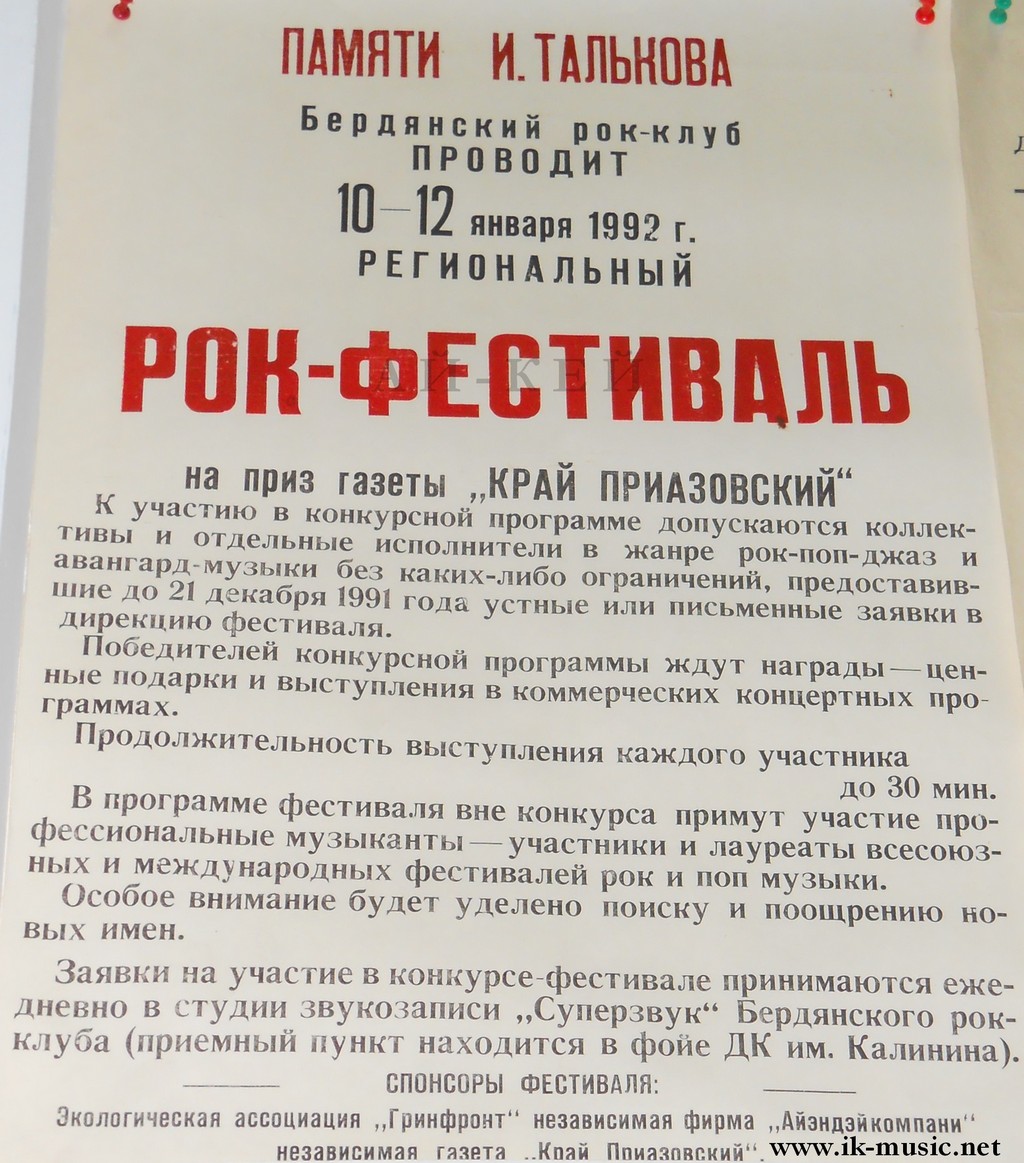 ПАМЯТИ И. ТАЛЬКОВА
Бердянский рок-клуб
ПРОВОДИТ
10—12 января 1992 г.
РЕГИОНАЛЬНЫЙ
РОК-ФЕСТИВАЛЬ
АЙ-КЕЙ
на приз газеты „КРАЙ ПРИАЗОВСКИЙ“
К участию в конкурсной программе допускаются коллек-
тивы и отдельные исполнители в жанре рок-поп-джаз и
авангард-музыки без каких-либо ограничений, предоставив-
шие до 21 декабря 1991 года устные или письменные заявки в
дирекцию фестиваля.
Победителей конкурсной программы ждут награды—цен-
ные подарки и выступления в коммерческих концертных про-
граммах.
Продолжительность выступления каждого участника
до 30 мин.
В программе фестиваля вне конкурса примут участие про-
фессиональные музыканты—участники и лауреаты всесоюз-
ных и международных фестивалей рок и поп музыки.
Особое внимание будет уделено поиску и поощрению но-
вых имен.
Заявки на участие в конкурсе-фестивале принимаются еже-
дневно в студии звукозаписи „Суперзвук“ Бердянского рок-
клуба (приемный пункт находится в фойе ДК им. Калинина).
СПОНСОРЫ ФЕСТИВАЛЯ:
Экологическая ассоциация „Гринфронт“ независимая фирма „Айэндэйкомпани“
независимая газета „Край Приазовский“.
www.ik-music.net